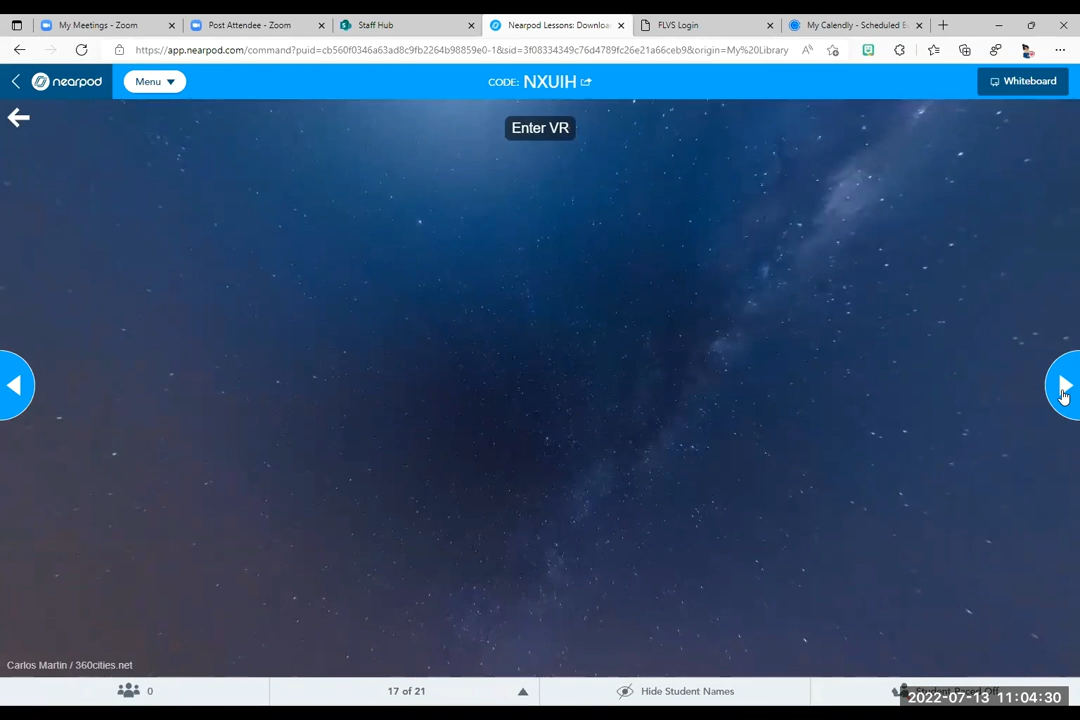 My Meetings - Zoom
Post Attendee - Zoom
Staff Hub
Nearpod Lessons: Downloa
FLVS Login
My Calendly - Scheduled E
https://app.nearpod.com/command?puid=cb560f0346a63ad8c9fb2264b98859e0-1&sid=3f08334349c76d4789fc26e21a66ceb9&origin=My%20Library
nearpod
Menu
CODE: NXUIH
Whiteboard
Enter VR
Carlos Martin / 360cities.net
0
17 of 21
Hide Student Names
2022-07-13 11:04:30